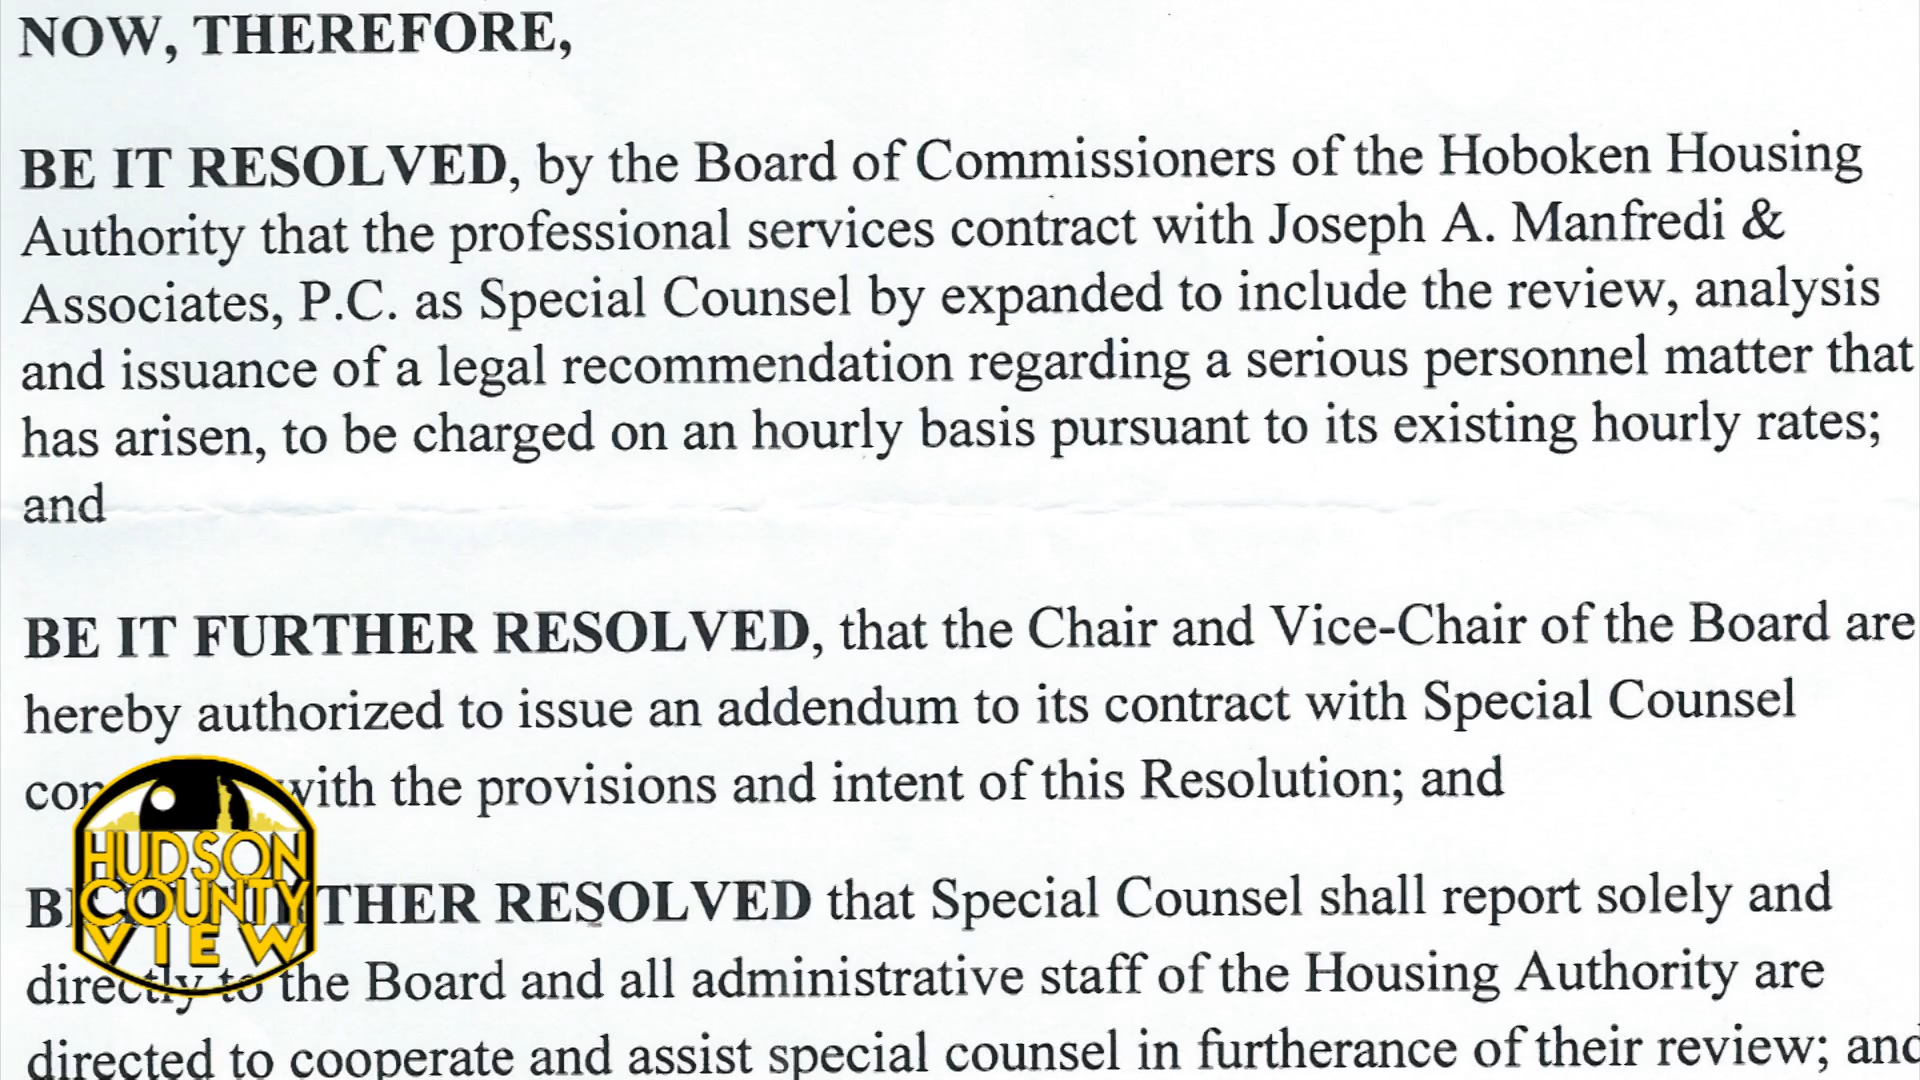 NOW, THEREFORE,
BE IT RESOLVED, by the Board of Commissioners of the Hoboken Housing
Authority that the professional services contract with Joseph A. Manfredi &
Associates, P.C. as Special Counsel by expanded to include the review, analysis
and issuance of a legal recommendation regarding a serious personnel matter that
has arisen, to be charged on an hourly basis pursuant to its existing hourly rates;
and
BE IT FURTHER RESOLVED, that the Chair and Vice-Chair of the Board are
hereby authorized to issue an addendum to its contract with Special Counsel
with the provisions and intent of this Resolution; and
RESOLVED that Special Counsel shall report solely and
directly to the Board and all administrative staff of the Housing Authority are
directed to cooperate and assist special counsel in furtherance of their review; and
HUDSON
COUNTY
VIEW